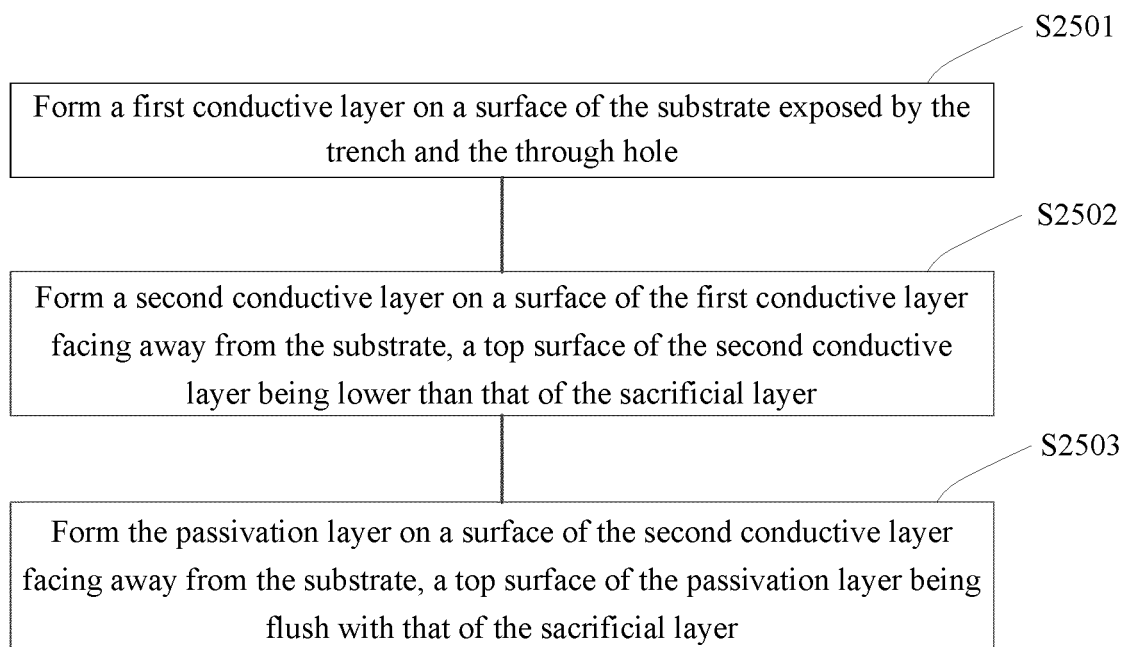 S2501
Form a first conductive layer on a surface of the substrate exposed by the
trench and the through hole
S2502
Form a second conductive layer on a surface of the first conductive layer
facing away from the substrate, a top surface of the second conductive
layer being lower than that of the sacrificial layer
S2503
Form the passivation layer on a surface of the second conductive layer
facing away from the substrate, a top surface of the passivation layer being
flush with that of the sacrificial layer